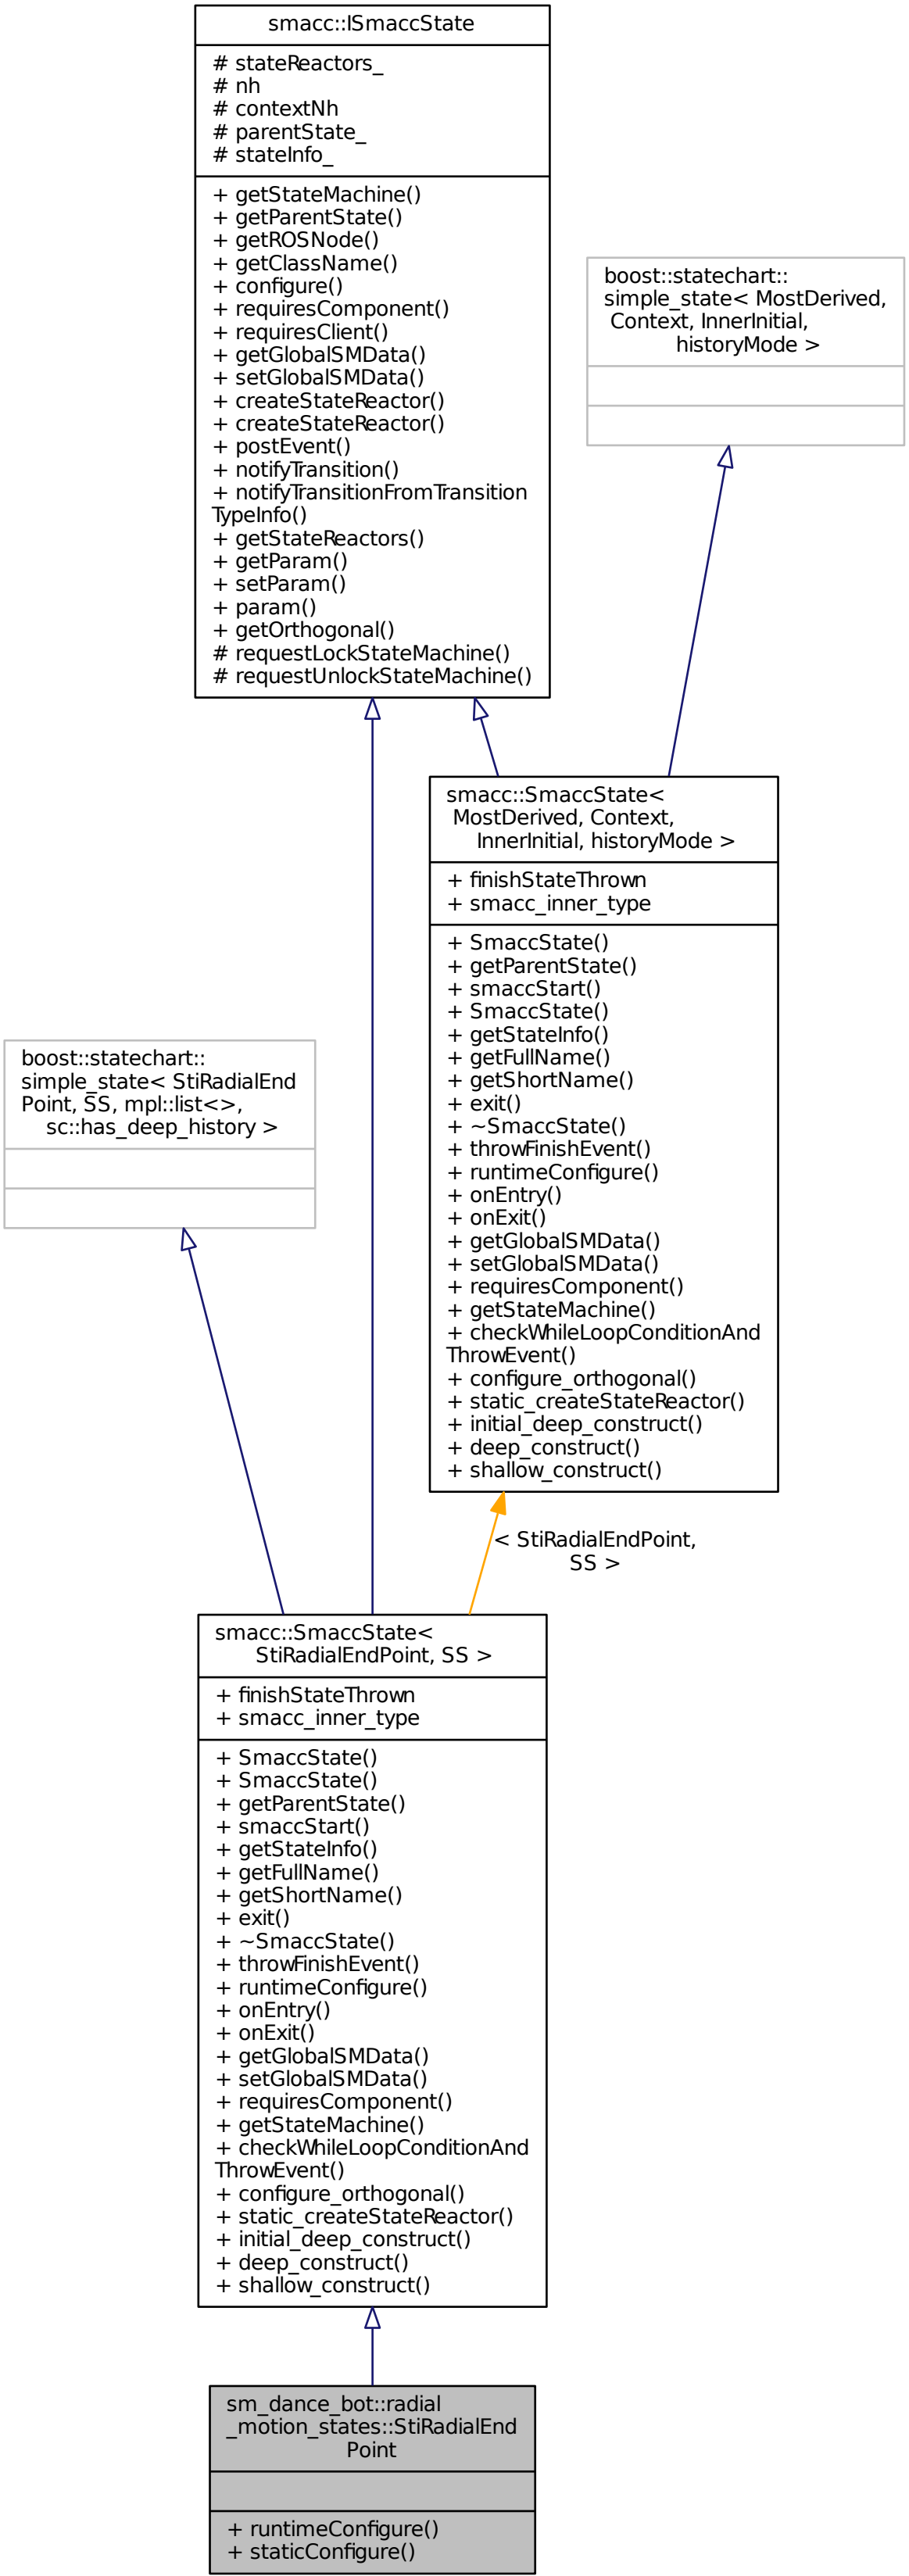 smacc::ISmaccState
# stateReactors_
# nh
# contextNh
# parentState_
# stateInfo_
+ getStateMachine()
+ getParentState()
+ getROSNode()
+ getClassName()
+ configure()
+ requiresComponent()
+ requiresClient()
+ getGlobalSMData()
+ setGlobalSMData()
+ createStateReactor()
+ createStateReactor()
+ postEvent()
+ notifyTransition()
+ notifyTransitionFromTransition
TypeInfo()
+ getStateReactors()
+ getParam()
+ setParam()
+ param()
+ getOrthogonal()
# requestLockStateMachine()
# requestUnlockStateMachine()
boost::statechart::
simple_state< MostDerived,
Context, InnerInitial,
historyMode >
smacc::SmaccState<
MostDerived, Context,
InnerInitial, historyMode >
+ finishStateThrown
+ smacc_inner_type
+ SmaccState()
+ getParentState()
+ smaccStart()
+ SmaccState()
+ getStateInfo()
+ getFullName()
+ getShortName()
+ exit()
+ ~SmaccState()
+ throwFinishEvent()
+ runtimeConfigure()
+ onEntry()
+ onExit()
+ getGlobalSMData()
+ setGlobalSMData()
+ requiresComponent()
+ getStateMachine()
+ checkWhileLoopConditionAnd
ThrowEvent()
+ configure_orthogonal()
+ static_createStateReactor()
+ initial_deep_construct()
+ deep_construct()
+ shallow_construct()
boost::statechart::
simple_state< StiRadialEnd
Point, SS, mpl::list<>,
sc::has_deep_history >
< StiRadialEndPoint,
SS >
smacc::SmaccState<
StiRadialEndPoint, SS >
+ finishStateThrown
+ smacc_inner_type
+ SmaccState()
+ SmaccState()
+ getParentState()
+ smaccStart()
+ getStateInfo()
+ getFullName()
+ getShortName()
+ exit()
+ ~SmaccState()
+ throwFinishEvent()
+ runtimeConfigure()
+ onEntry()
+ onExit()
+ getGlobalSMData()
+ setGlobalSMData()
+ requiresComponent()
+ getStateMachine()
+ checkWhileLoopConditionAnd
ThrowEvent()
+ configure_orthogonal()
+ static_createStateReactor()
+ initial_deep_construct()
+ deep_construct()
+ shallow_construct()
sm_dance_bot::radial
_motion_states::StiRadialEnd
Point
+ runtimeConfigure()
+ staticConfigure()